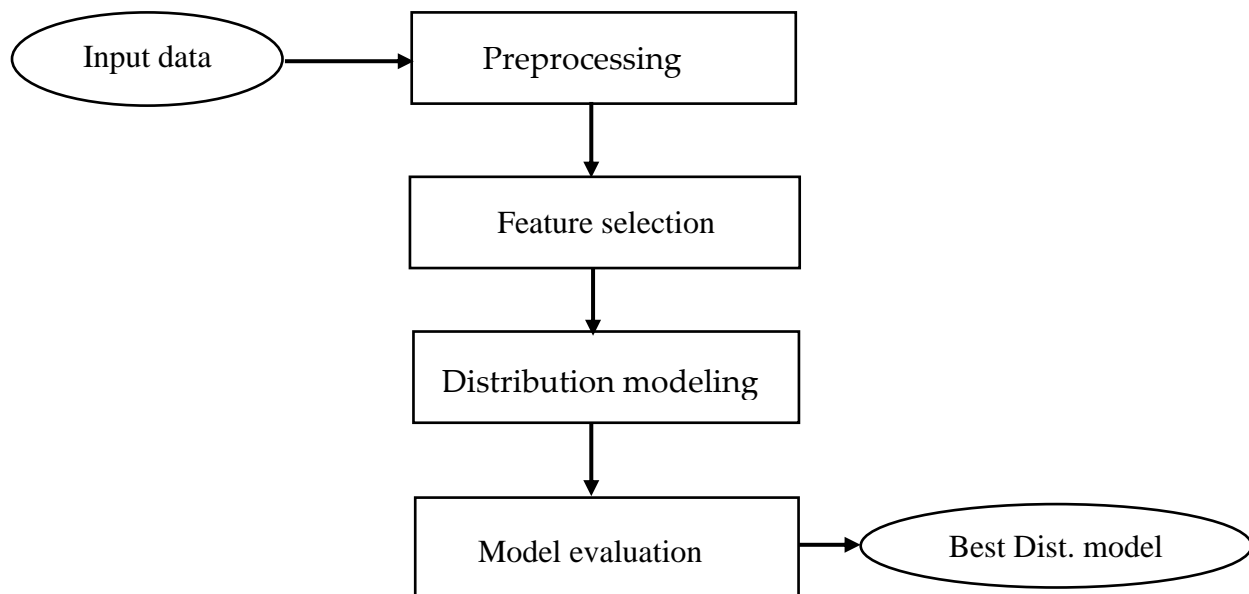 Input data
Preprocessing
Feature selection
Distribution modeling
Model evaluation
Best Dist. model